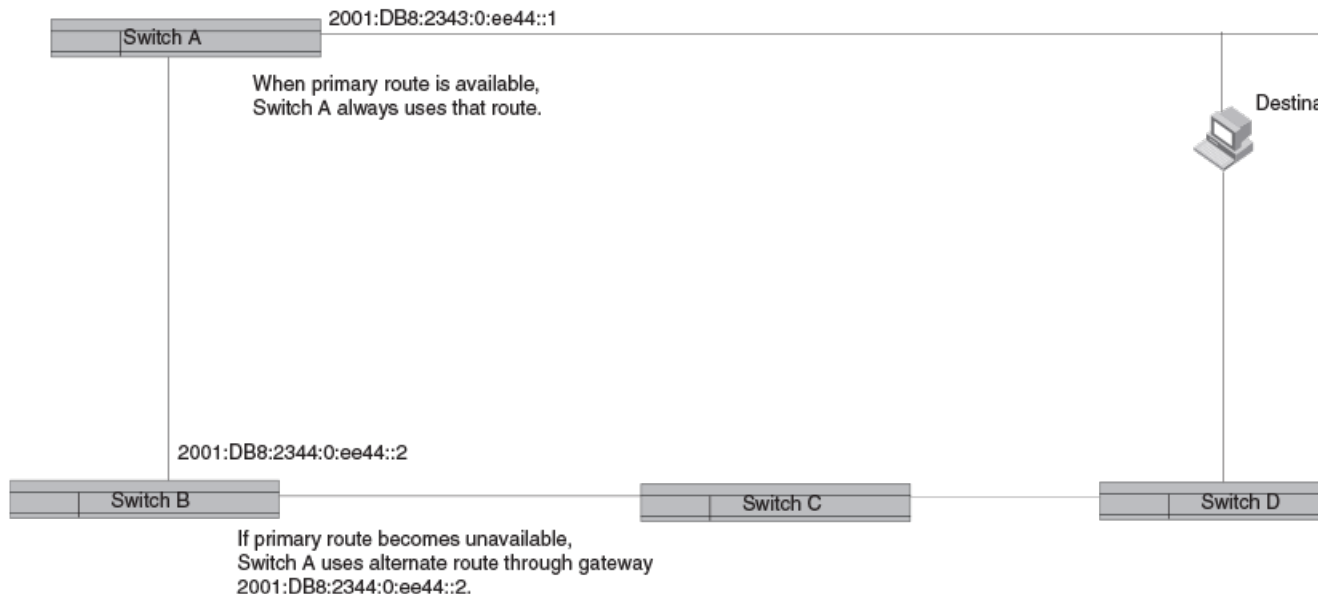 2001:DB8:2343:0:ee44::1
Switch A
When primary route is available,
Switch A always uses that route.
Destina
2001:DB8:2344:0:ee44::2
Switch B
Switch C
Switch D
If primary route becomes unavailable,
Switch A uses alternate route through gateway
2001:DB8:2344:0:ee44::2.